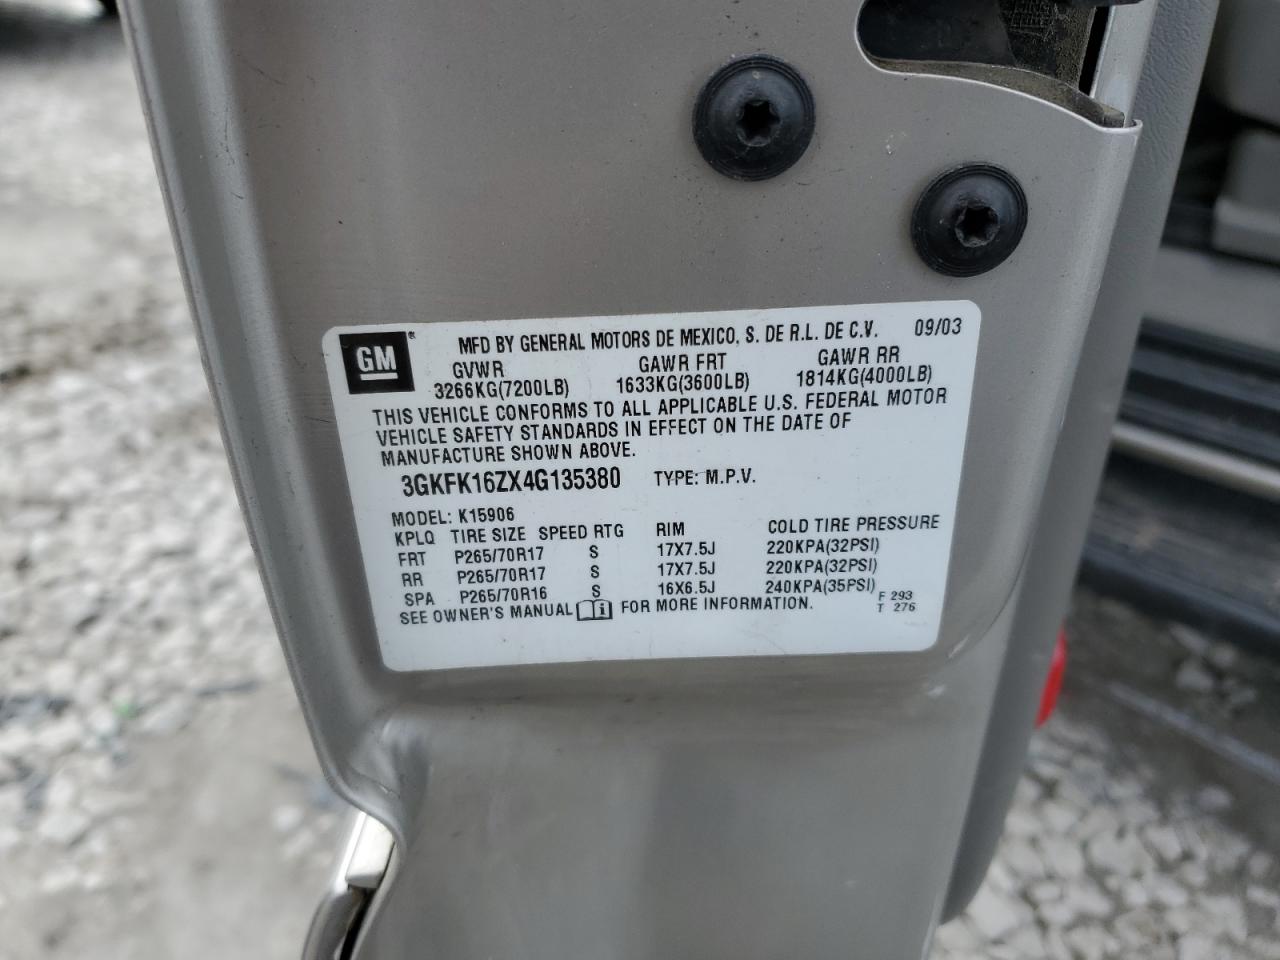 GM® MFD BY GENERAL MOTORS DE MEXICO, S. DE R.L. DE C.V. 09/03
GVWR GAWR FRT GAWR RR
3266KG(7200LB) 1633KG(3600LB) 1814KG(4000LB)
THIS VEHICLE CONFORMS TO ALL APPLICABLE U.S. FEDERAL MOTOR
VEHICLE SAFETY STANDARDS IN EFFECT ON THE DATE OF
MANUFACTURE SHOWN ABOVE.
3GKFK16ZX4G135380 TYPE: M.P.V.
MODEL: K15906
KPLQ TIRE SIZE SPEED RTG RIM COLD TIRE PRESSURE
FRT P265/70R17 S 17X7.5J 220KPA(32PSI)
RR P265/70R17 S 17X7.5J 220KPA(32PSI)
SPA P265/70R16 S 16X6.5J 240KPA(35PSI) F 293
SEE OWNER'S MANUAL i FOR MORE INFORMATION. T 276